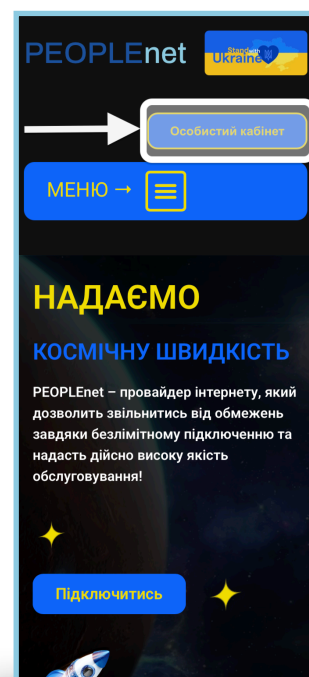 PEOPLEnet
Stand with
Ukraine
Особистий кабінет
МЕНЮ →
НАДАЄМО
КОСМІЧНУ ШВИДКІСТЬ
PEOPLEnet – провайдер інтернету, який
дозволить звільнитись від обмежень
завдяки безлімітному підключенню та
надасть дійсно високу якість
обслуговування!
Підключитись